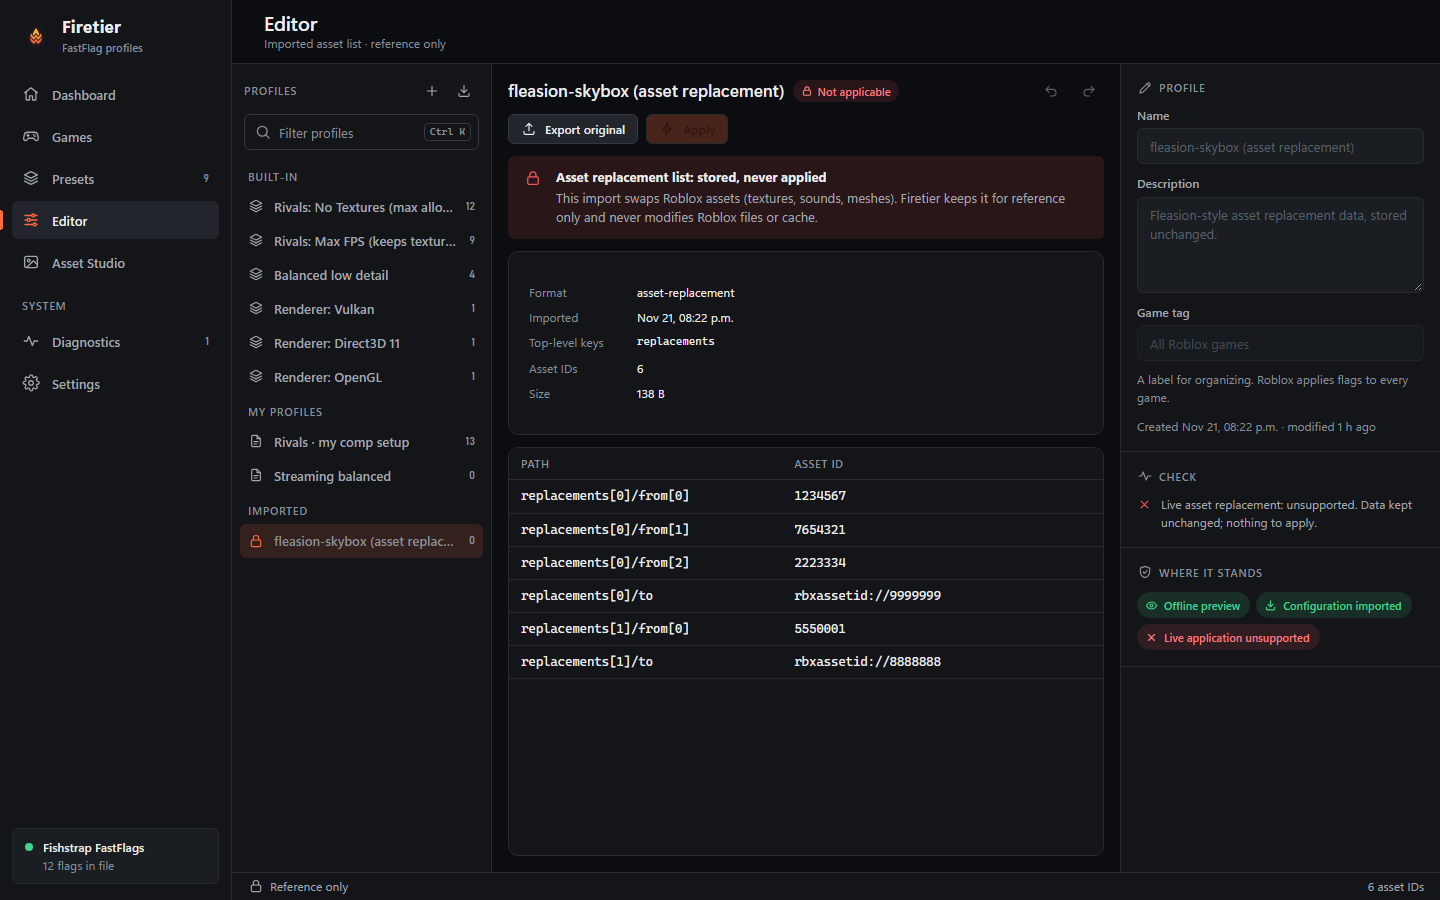 Firetier
FastFlag profiles
Dashboard
Games
Presets 9
Editor
Asset Studio
SYSTEM
Diagnostics 1
Settings
Fishstrap FastFlags
12 flags in file
Editor
Imported asset list · reference only
PROFILES
Filter profiles Ctrl K
BUILT-IN
Rivals: No Textures (max allo... 12
Rivals: Max FPS (keeps textur... 9
Balanced low detail 4
Renderer: Vulkan 1
Renderer: Direct3D 11 1
Renderer: OpenGL 1
MY PROFILES
Rivals · my comp setup 13
Streaming balanced 0
IMPORTED
fleasion-skybox (asset replac... 0
fleasion-skybox (asset replacement) Not applicable
Export original Apply
Asset replacement list: stored, never applied
This import swaps Roblox assets (textures, sounds, meshes). Firetier keeps it for reference
only and never modifies Roblox files or cache.
Format asset-replacement
Imported Nov 21, 08:22 p.m.
Top-level keys replacements
Asset IDs 6
Size 138 B
PATH ASSET ID
replacements[0]/from[0] 1234567
replacements[0]/from[1] 7654321
replacements[0]/from[2] 2223334
replacements[0]/to rbxassetid://9999999
replacements[1]/from[0] 5550001
replacements[1]/to rbxassetid://8888888
PROFILE
Name
fleasion-skybox (asset replacement)
Description
Fleasion-style asset replacement data, stored
unchanged.
Game tag
All Roblox games
A label for organizing. Roblox applies flags to every
game.
Created Nov 21, 08:22 p.m. · modified 1 h ago
CHECK
Live asset replacement: unsupported. Data kept
unchanged; nothing to apply.
WHERE IT STANDS
Offline preview Configuration imported
Live application unsupported
Reference only 6 asset IDs